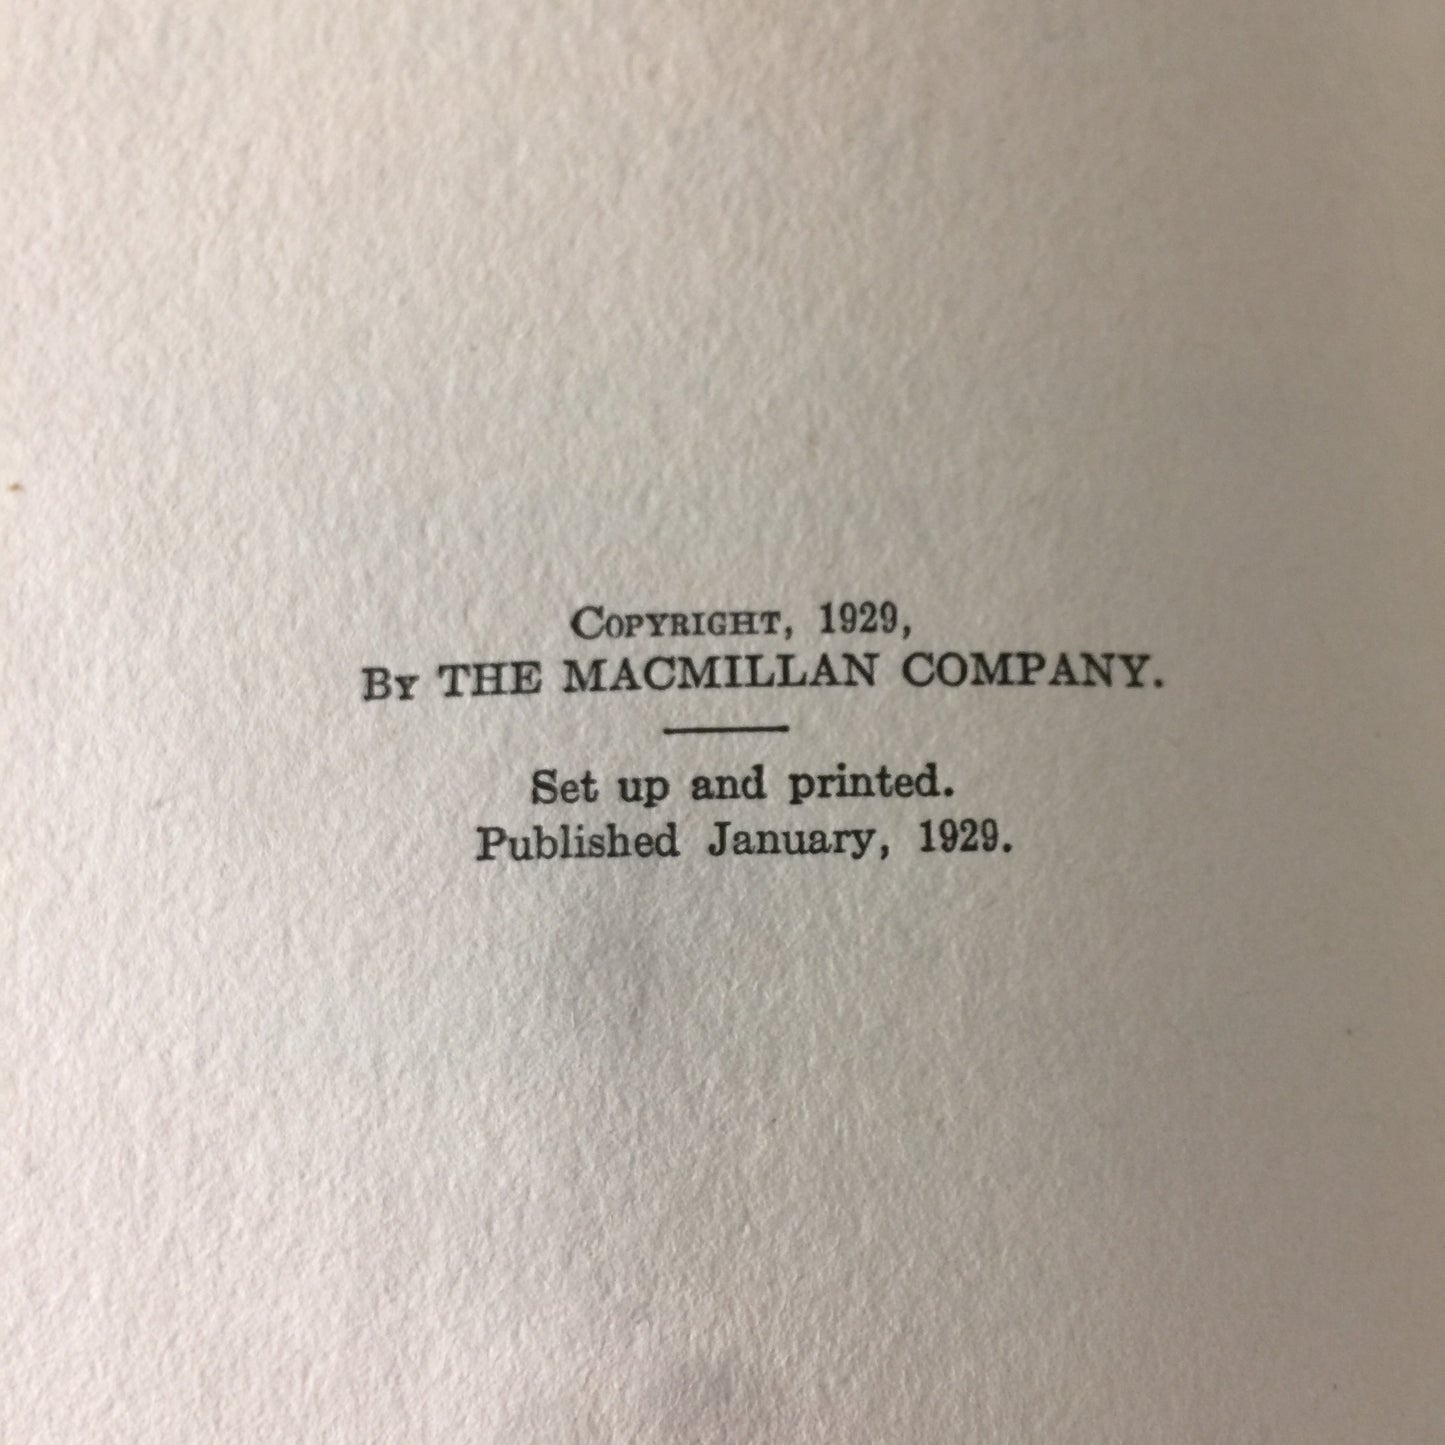 Copyright, 1929,
By THE MACMILLAN COMPANY.
Set up and printed.
Published January, 1929.